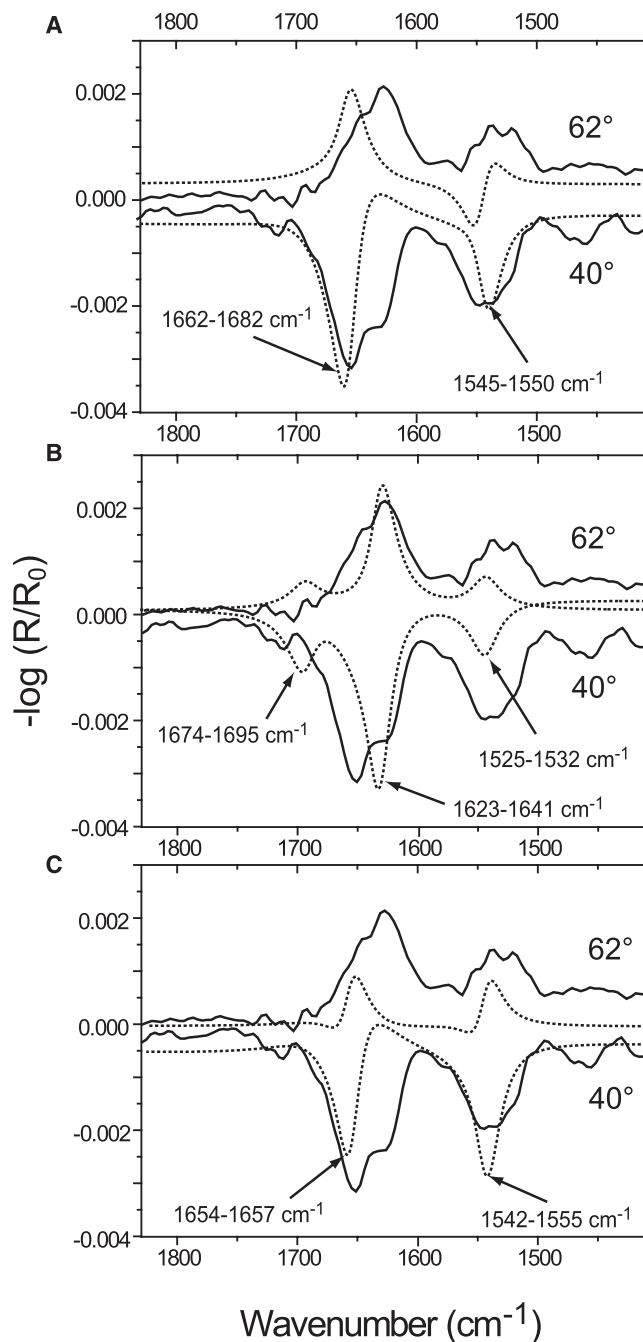 A
1800 1700 1600 1500
0.002
62°
0.000
40°
-0.002
1662-1682 cm⁻¹
1545-1550 cm⁻¹
-0.004
1800 1700 1600 1500
B
0.002
62°
0.000
40°
-0.002
1674-1695 cm⁻¹
1525-1532 cm⁻¹
1623-1641 cm⁻¹
-0.004
1800 1700 1600 1500
C
0.002
62°
0.000
40°
-0.002
1654-1657 cm⁻¹
1542-1555 cm⁻¹
-0.004
1800 1700 1600 1500
-log (R/R₀)
Wavenumber (cm⁻¹)